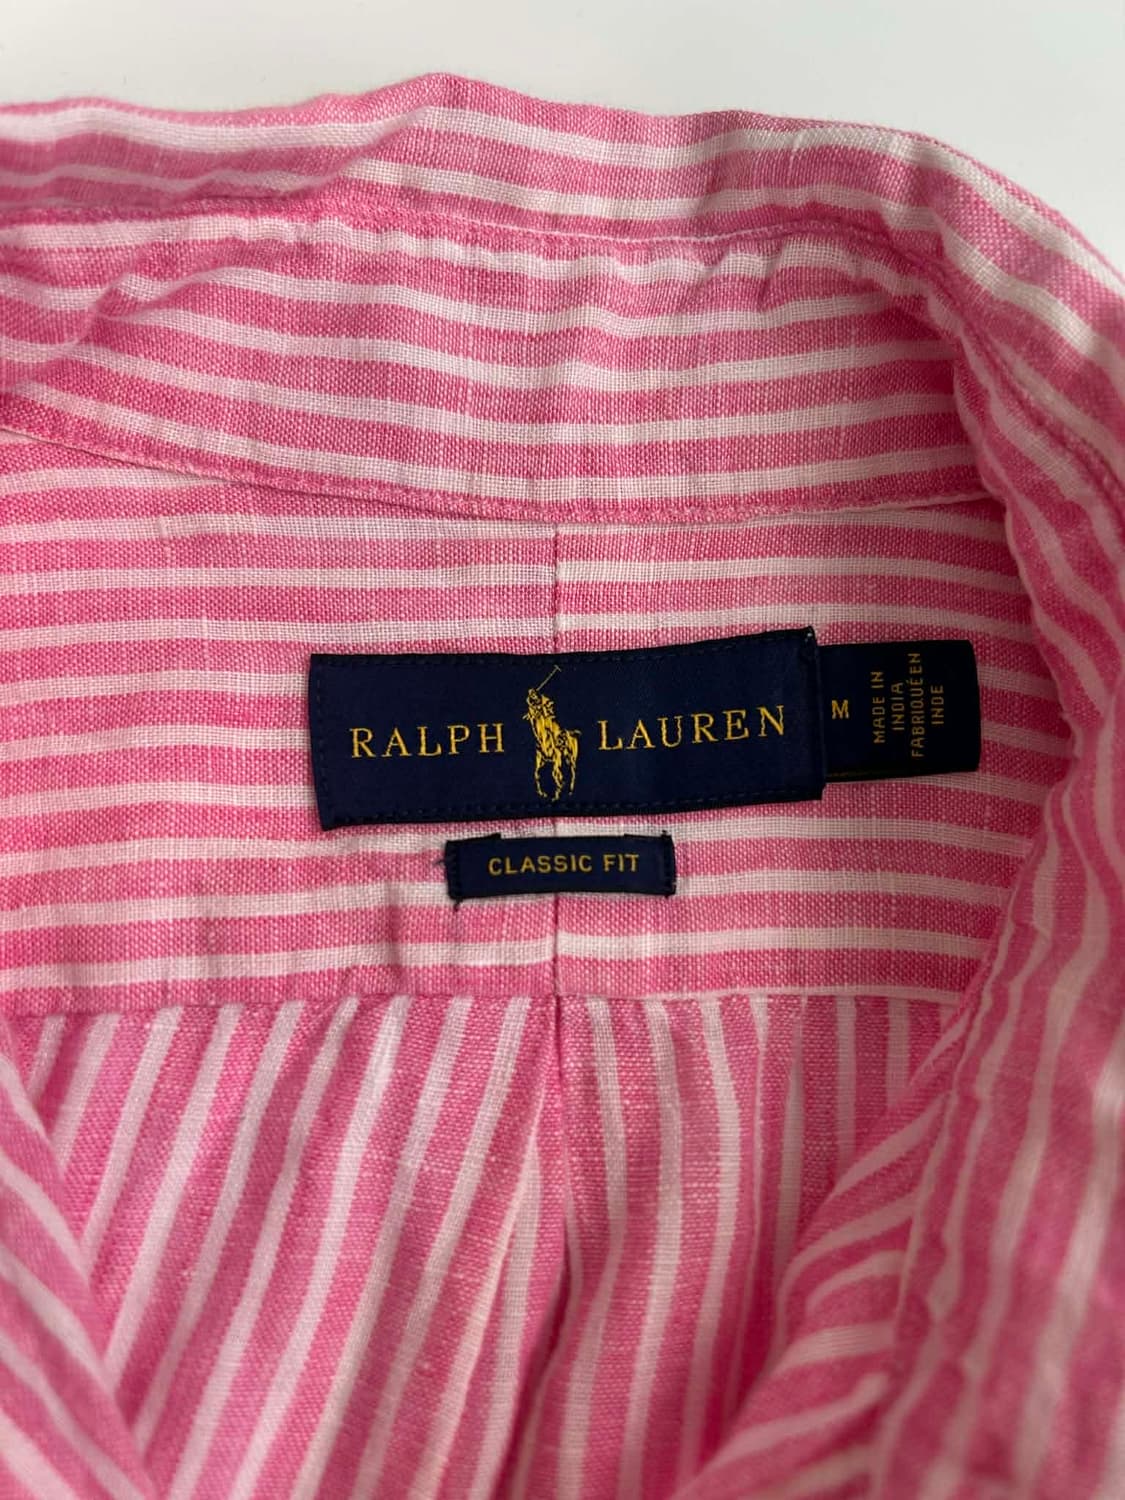 RALPH LAUREN
M
MADE IN
INDIA
FABRIQUÉ EN
INDE
CLASSIC FIT